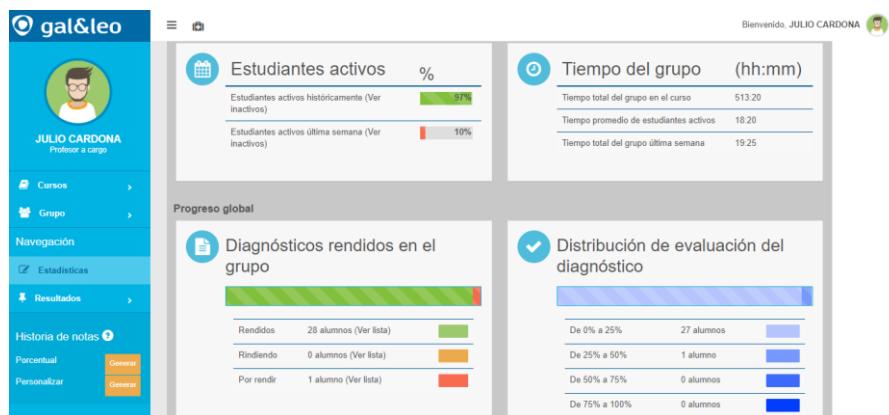 gal&leo
Bienvenido, JULIO CARDONA
JULIO CARDONA
Profesor a cargo
Cursos
Grupo
Navegación
Estadísticas
Resultados
Historia de notas ?
Porcentual Generar
Personalizar Generar
Estudiantes activos %
Estudiantes activos históricamente (Ver
inactivos) 97%
Estudiantes activos última semana (Ver
inactivos) 10%
Tiempo del grupo (hh:mm)
Tiempo total del grupo en el curso 513:20
Tiempo promedio de estudiantes activos 18:20
Tiempo total del grupo última semana 19:25
Progreso global
Diagnósticos rendidos en el
grupo
Rendidos 28 alumnos (Ver lista)
Rindiendo 0 alumnos (Ver lista)
Por rendir 1 alumno (Ver lista)
Distribución de evaluación del
diagnóstico
De 0% a 25% 27 alumnos
De 25% a 50% 1 alumno
De 50% a 75% 0 alumnos
De 75% a 100% 0 alumnos